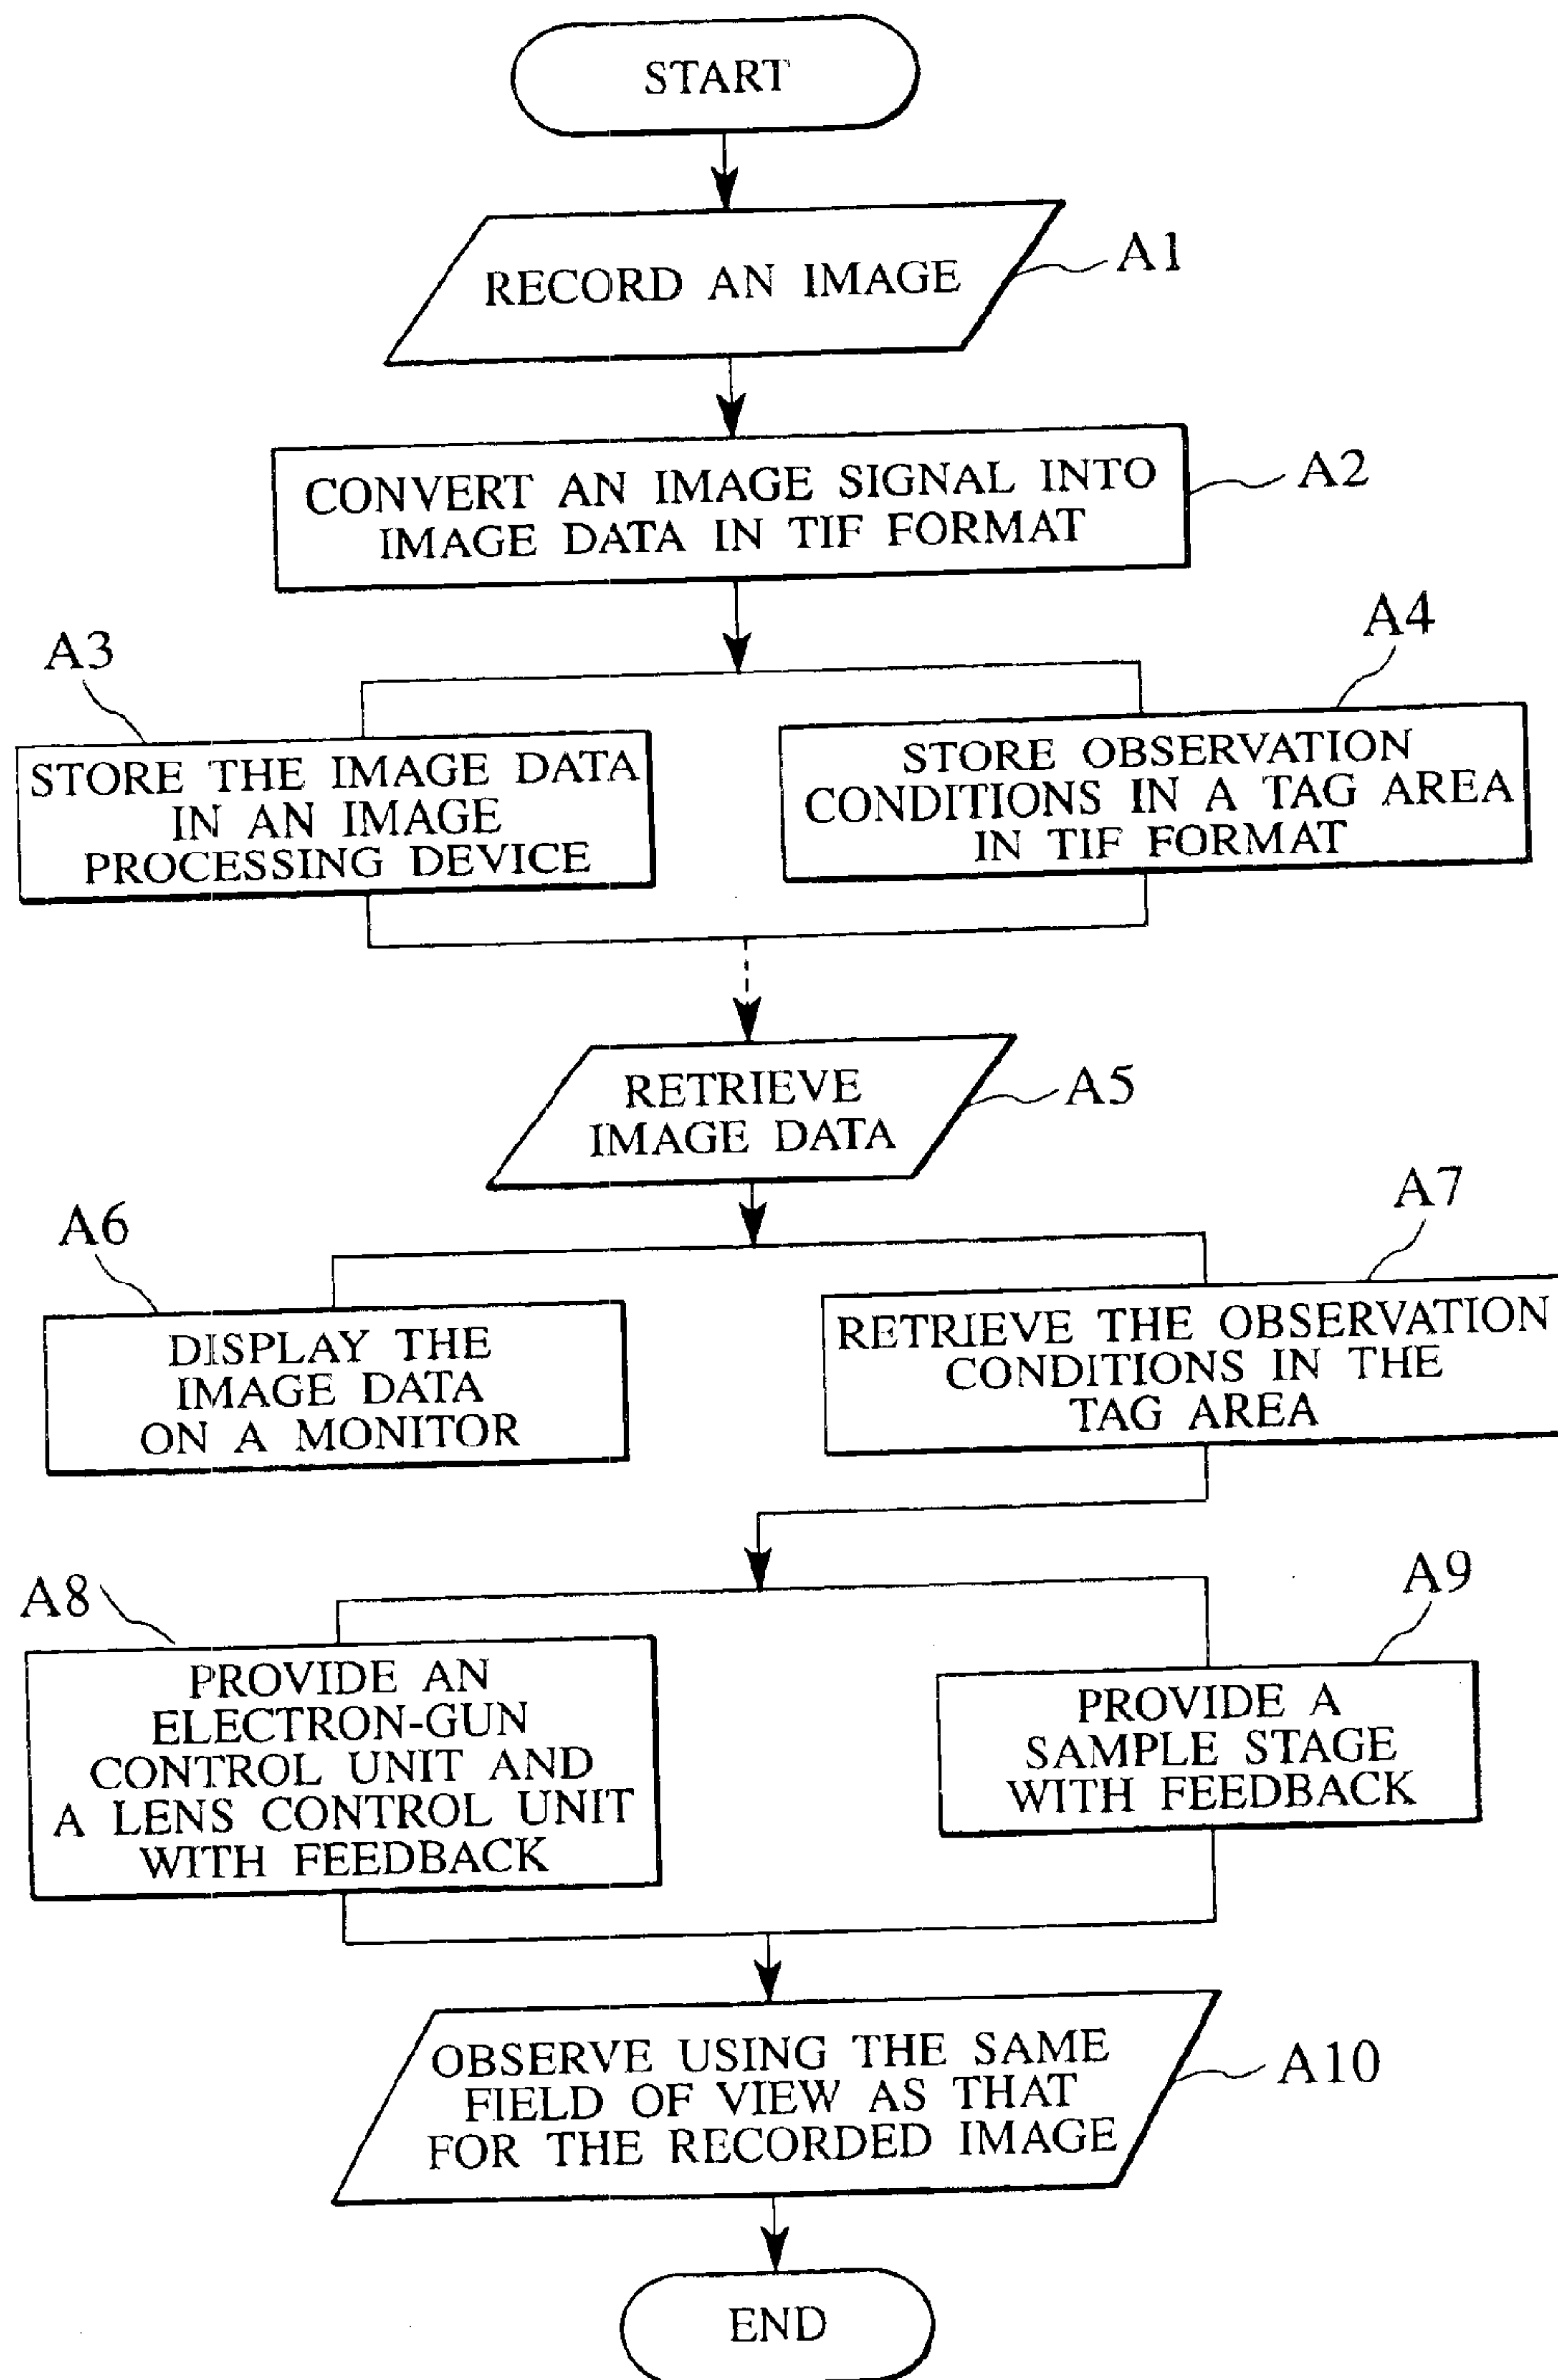 START
RECORD AN IMAGE
A1
CONVERT AN IMAGE SIGNAL INTO
IMAGE DATA IN TIF FORMAT
A2
A3
STORE THE IMAGE DATA
IN AN IMAGE
PROCESSING DEVICE
A4
STORE OBSERVATION
CONDITIONS IN A TAG AREA
IN TIF FORMAT
RETRIEVE
IMAGE DATA
A5
A6
DISPLAY THE
IMAGE DATA
ON A MONITOR
A7
RETRIEVE THE OBSERVATION
CONDITIONS IN THE
TAG AREA
A8
PROVIDE AN
ELECTRON-GUN
CONTROL UNIT AND
A LENS CONTROL UNIT
WITH FEEDBACK
A9
PROVIDE A
SAMPLE STAGE
WITH FEEDBACK
OBSERVE USING THE SAME
FIELD OF VIEW AS THAT
FOR THE RECORDED IMAGE
A10
END